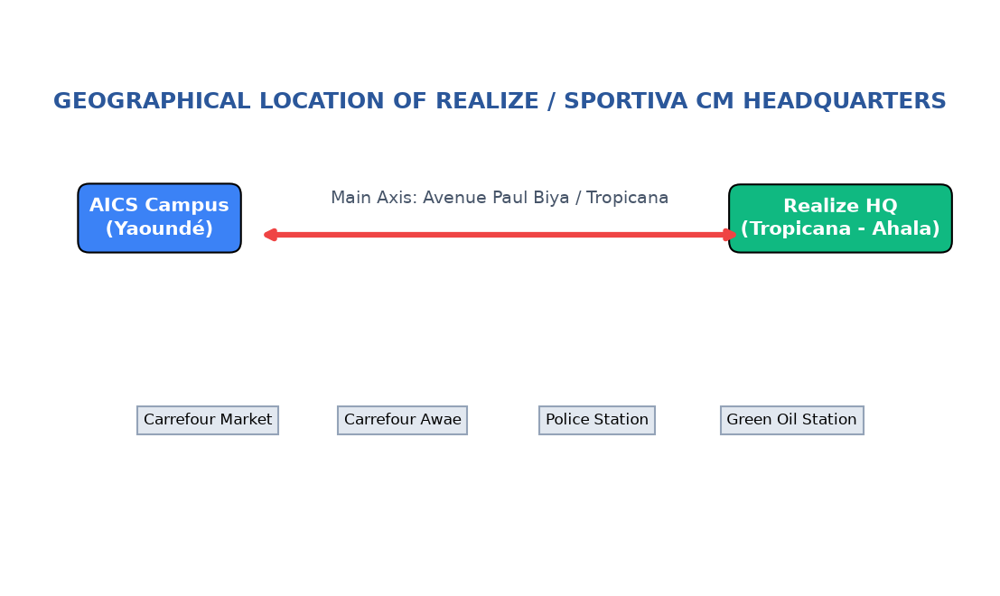 GEOGRAPHICAL LOCATION OF REALIZE / SPORTIVA CM HEADQUARTERS
AICS Campus
(Yaoundé)
Main Axis: Avenue Paul Biya / Tropicana
Realize HQ
(Tropicana - Ahala)
Carrefour Market
Carrefour Awae
Police Station
Green Oil Station